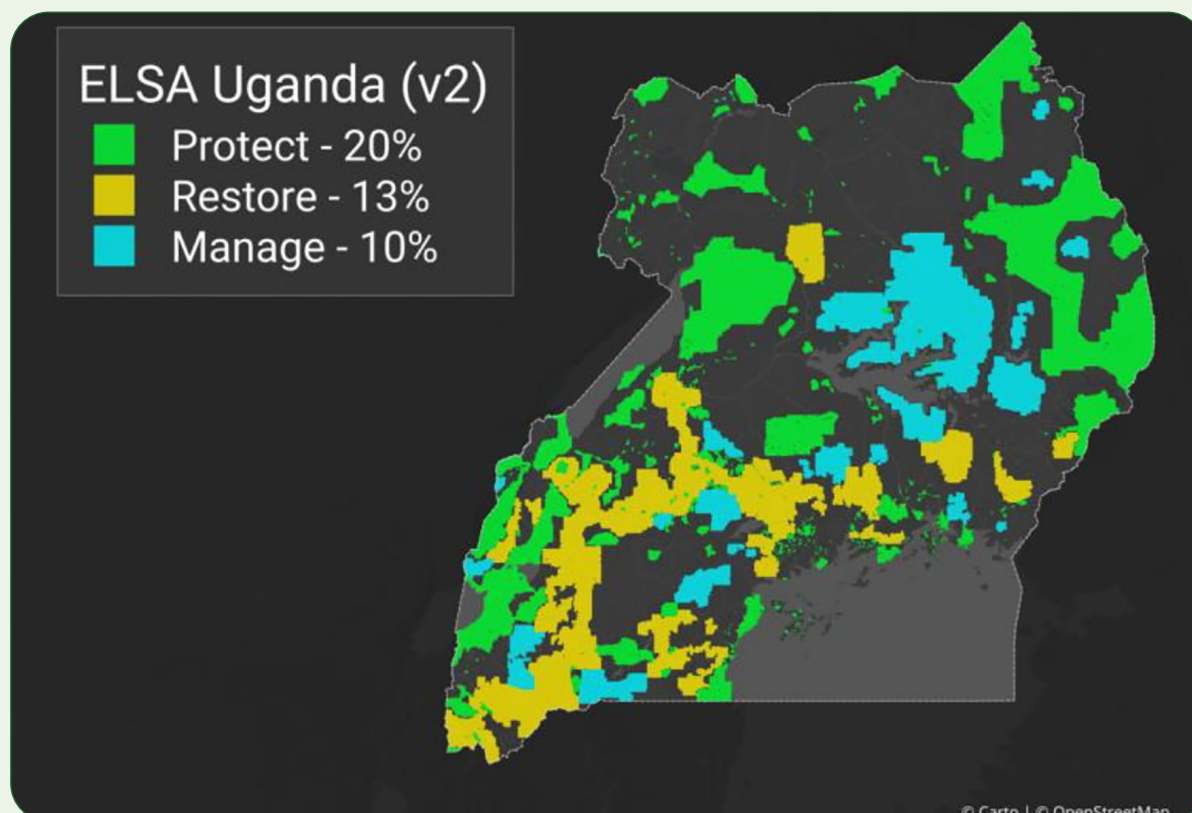 ELSA Uganda (v2)
Protect - 20%
Restore - 13%
Manage - 10%
© Carto | © OpenStreetMap